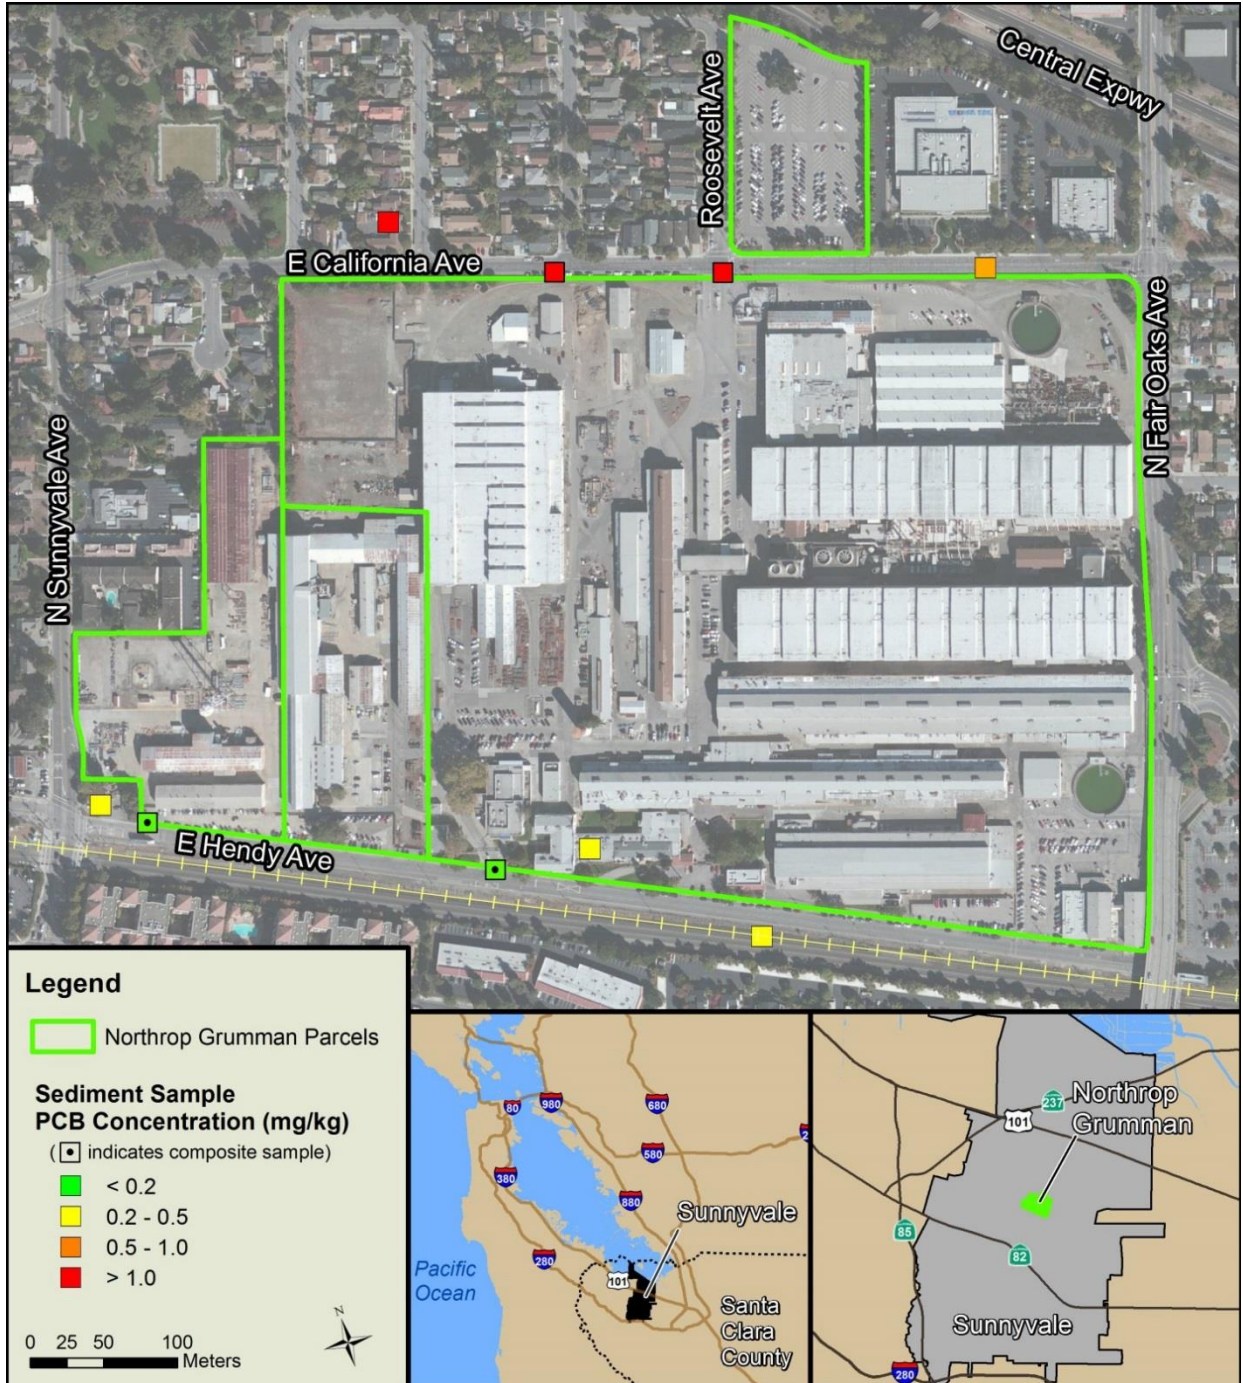 Central Expwy
Roosevelt Ave
E California Ave
N Fair Oaks Ave
N Sunnyvale Ave
E Hendy Ave
Legend
Northrop Grumman Parcels
Sediment Sample
PCB Concentration (mg/kg)
( indicates composite sample)
< 0.2
0.2 - 0.5
0.5 - 1.0
> 1.0
N
0 25 50 100
Meters
80
980
680
580
380
880
280
101
Sunnyvale
Pacific
Ocean
Santa
Clara
County
237
101
Northrop
Grumman
85
82
Sunnyvale
280